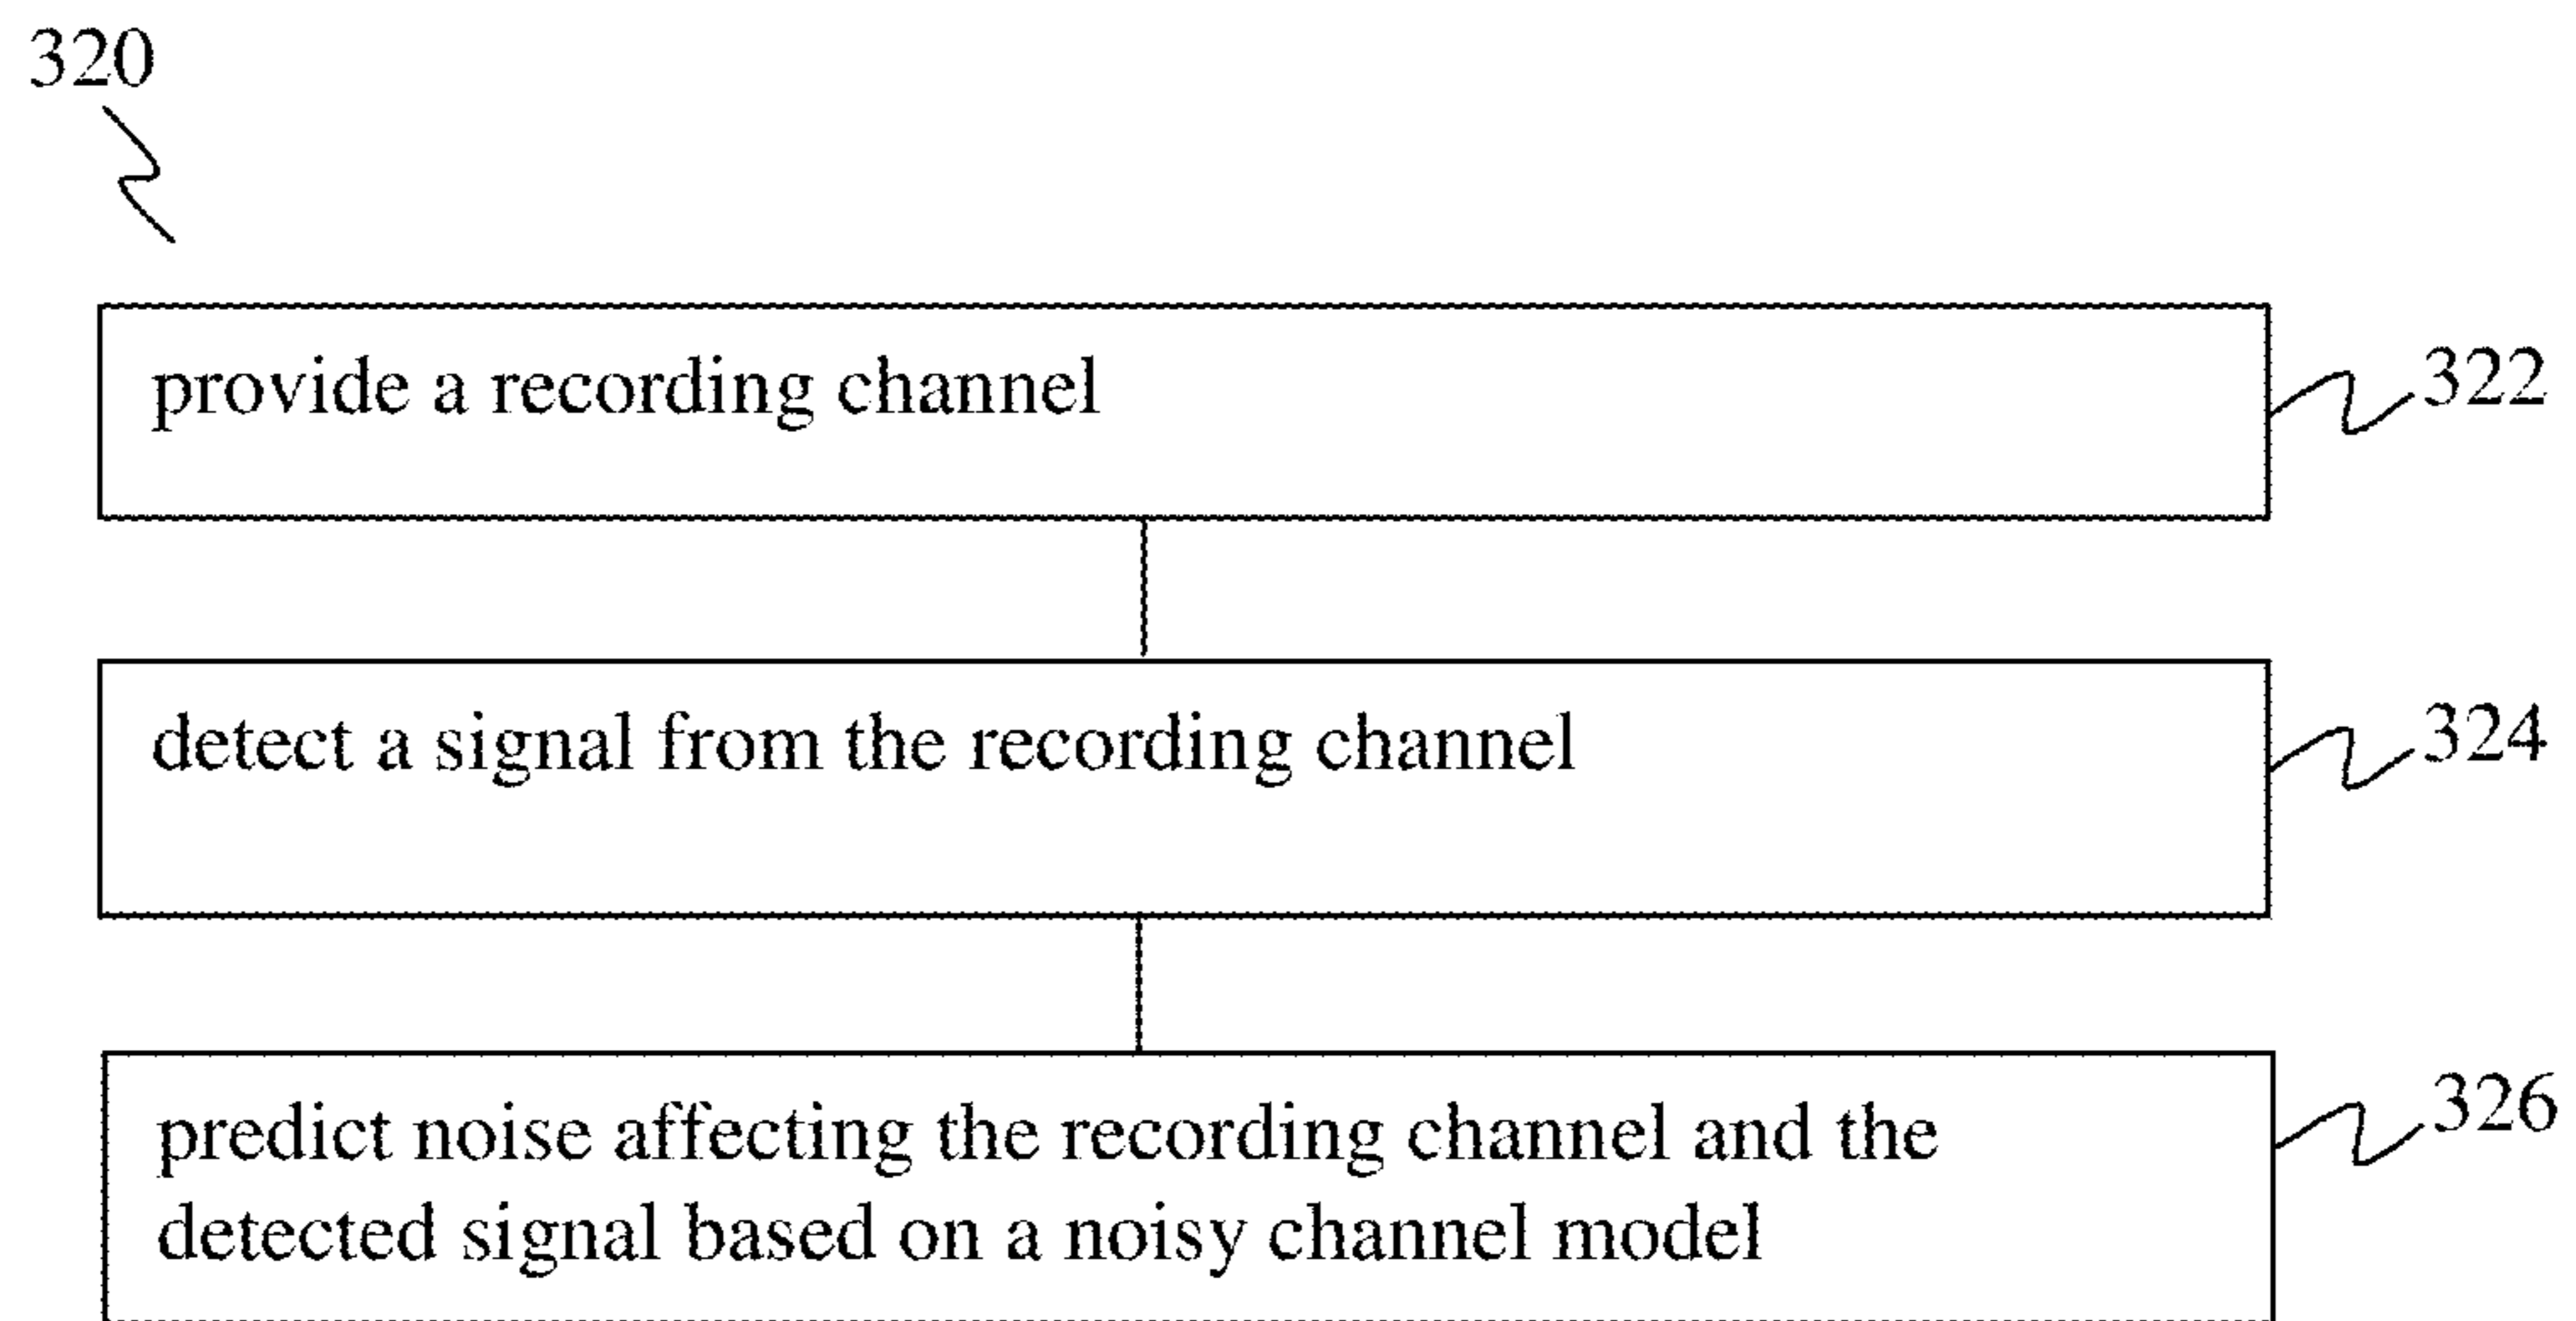 320
provide a recording channel
322
detect a signal from the recording channel
324
predict noise affecting the recording channel and the
detected signal based on a noisy channel model
326